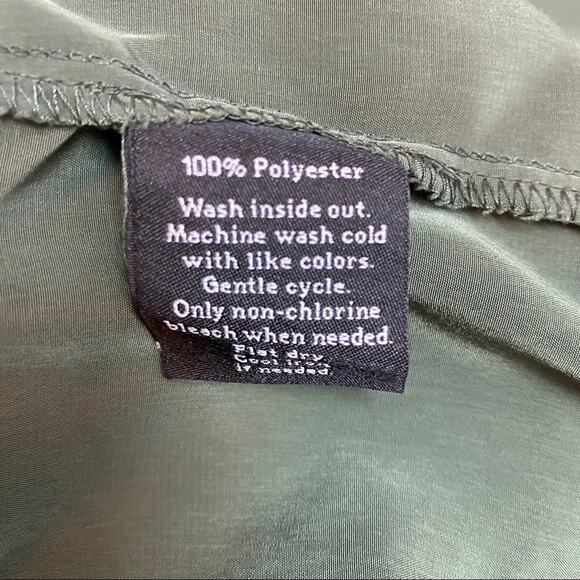 100% Polyester
Wash inside out.
Machine wash cold
with like colors.
Gentle cycle.
Only non-chlorine
bleach when needed.
Flat dry.
Cool iron
if needed.